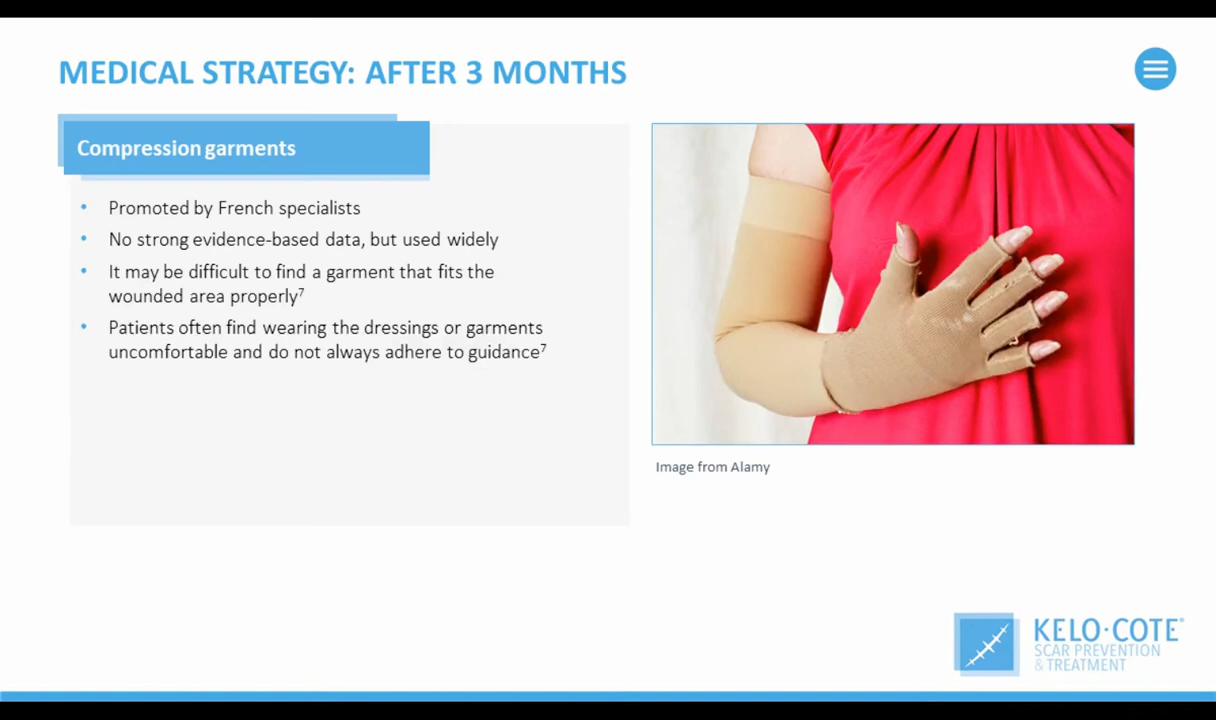 MEDICAL STRATEGY: AFTER 3 MONTHS
Compression garments
• Promoted by French specialists
• No strong evidence-based data, but used widely
• It may be difficult to find a garment that fits the
wounded area properly⁷
• Patients often find wearing the dressings or garments
uncomfortable and do not always adhere to guidance⁷
Image from Alamy
KELO·COTE®
SCAR PREVENTION
& TREATMENT